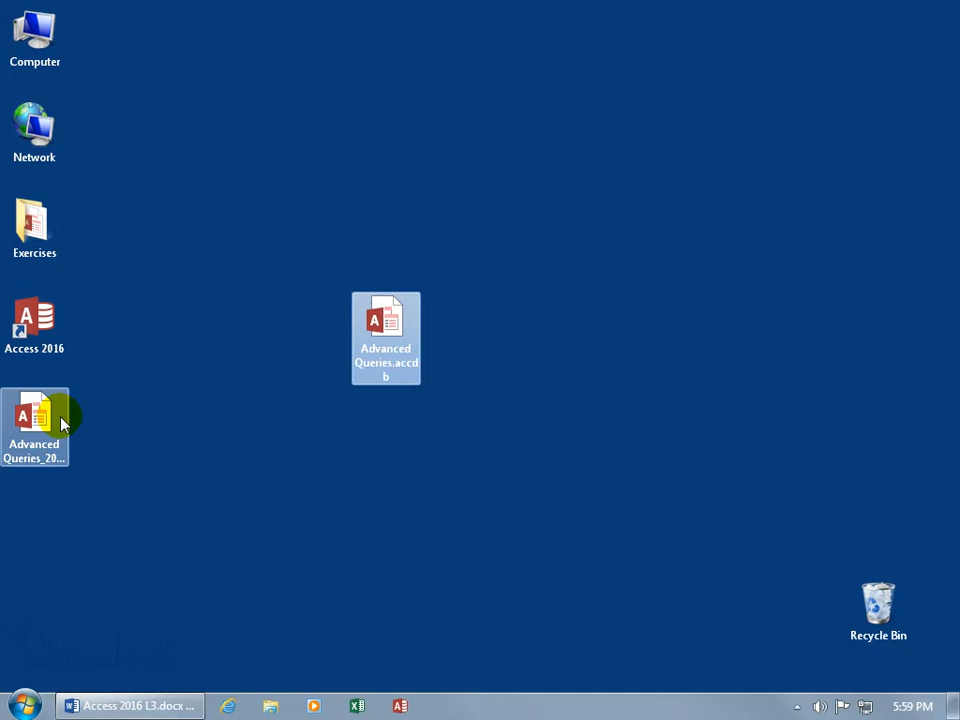 Computer
Network
Exercises
Access 2016
Advanced
Queries_20...
Advanced
Queries.accd
b
Recycle Bin
Access 2016 L3.docx ...
5:59 PM